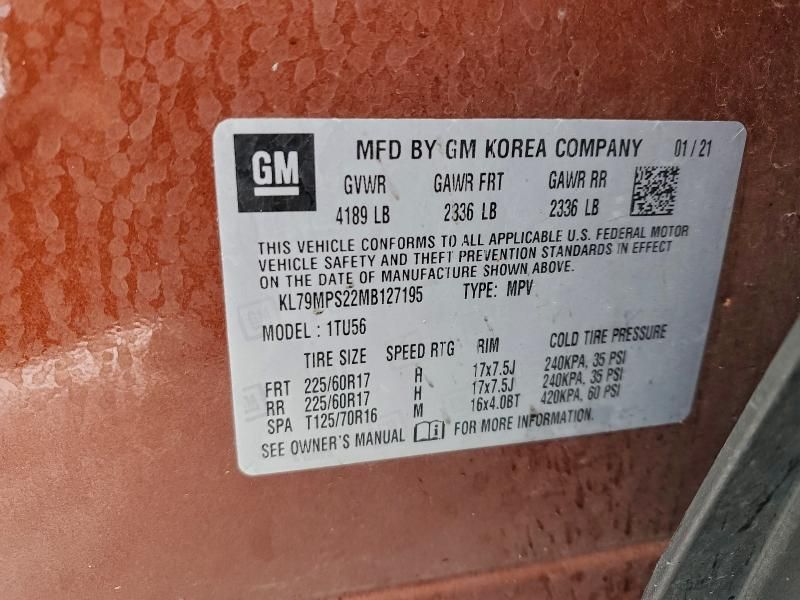 GM MFD BY GM KOREA COMPANY 01/21
GVWR GAWR FRT GAWR RR
4189 LB 2336 LB 2336 LB
THIS VEHICLE CONFORMS TO ALL APPLICABLE U.S. FEDERAL MOTOR
VEHICLE SAFETY AND THEFT PREVENTION STANDARDS IN EFFECT
ON THE DATE OF MANUFACTURE SHOWN ABOVE.
KL79MPS22MB127195 TYPE: MPV
MODEL: 1TU56
TIRE SIZE SPEED RTG RIM COLD TIRE PRESSURE
FRT 225/60R17 H 17x7.5J 240KPA, 35 PSI
RR 225/60R17 H 17x7.5J 240KPA, 35 PSI
SPA T125/70R16 M 16x4.0BT 420KPA, 60 PSI
SEE OWNER'S MANUAL FOR MORE INFORMATION.